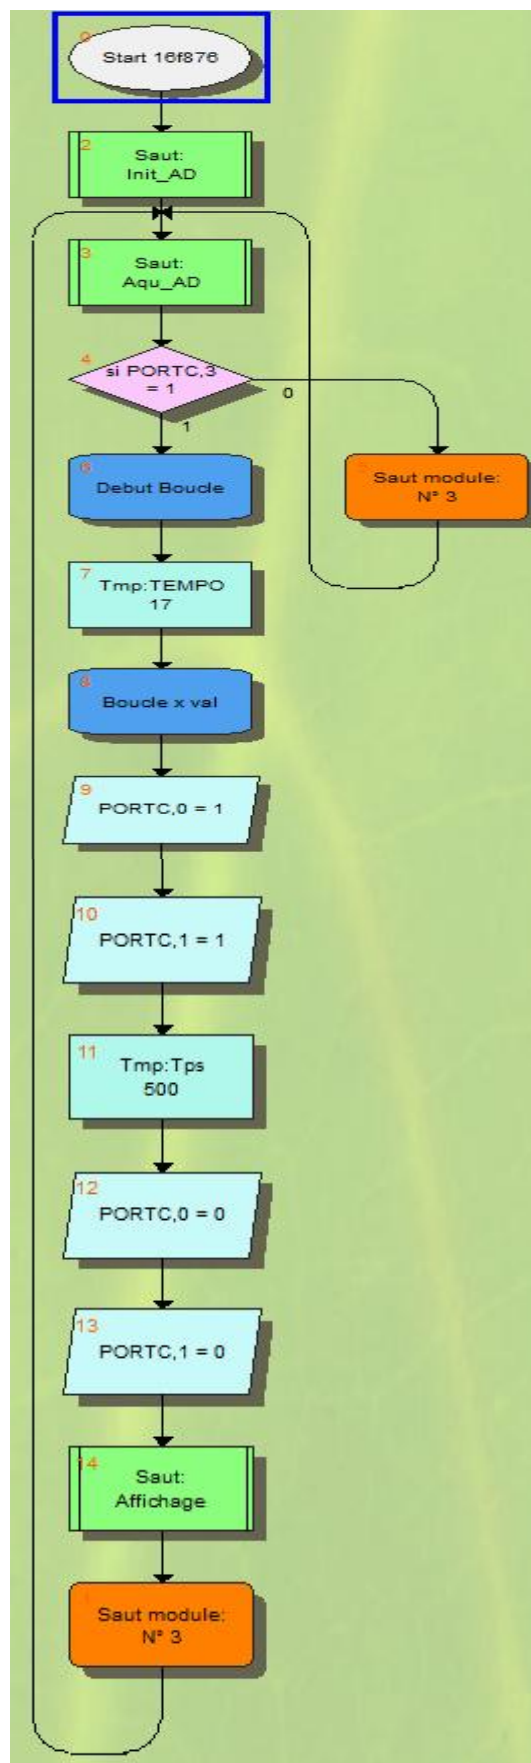 0
Start 16f876
2
Saut:
Init_AD
3
Saut:
Aqu_AD
4
si PORTC,3
= 1
0
1
Debut Boucle
Saut module:
N° 3
7
Tmp:TEMPO
17
8
Boucle x val
9
PORTC,0 = 1
10
PORTC,1 = 1
11
Tmp:Tps
500
12
PORTC,0 = 0
13
PORTC,1 = 0
14
Saut:
Affichage
Saut module:
N° 3